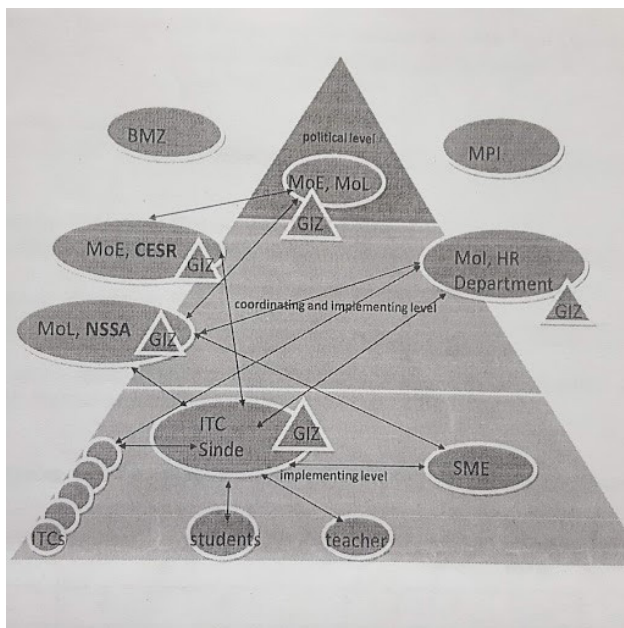 political level
BMZ
MPI
MoE, MoL
GIZ
MoE, CESR
GIZ
MoI, HR
Department
GIZ
coordinating and implementing level
MoL, NSSA
GIZ
ITC
Sinde
GIZ
SME
implementing level
ITCs
students
teacher